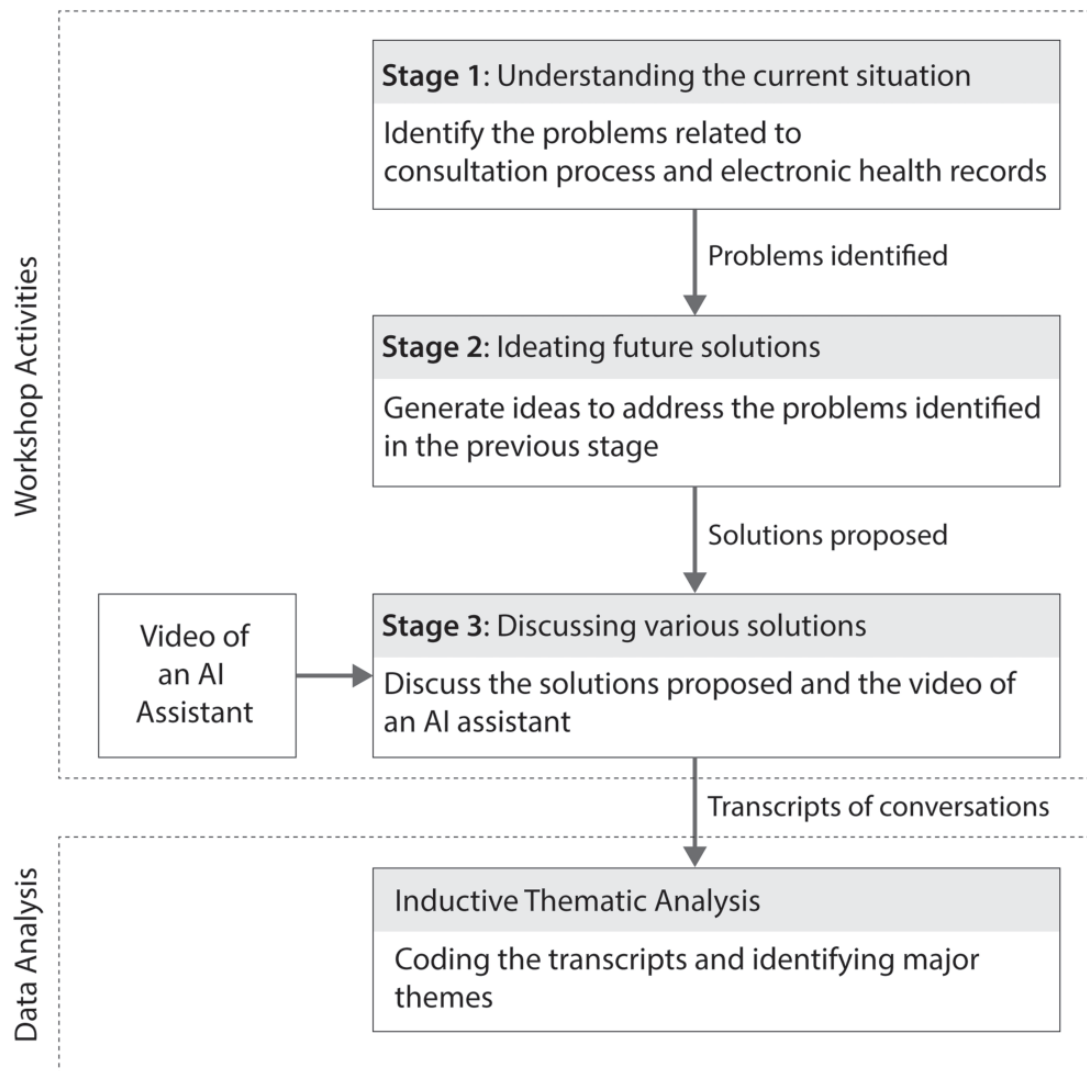 Workshop Activities
Stage 1: Understanding the current situation
Identify the problems related to
consultation process and electronic health records
Problems identified
Stage 2: Ideating future solutions
Generate ideas to address the problems identified
in the previous stage
Solutions proposed
Video of
an AI
Assistant
Stage 3: Discussing various solutions
Discuss the solutions proposed and the video of
an AI assistant
Transcripts of conversations
Data Analysis
Inductive Thematic Analysis
Coding the transcripts and identifying major
themes